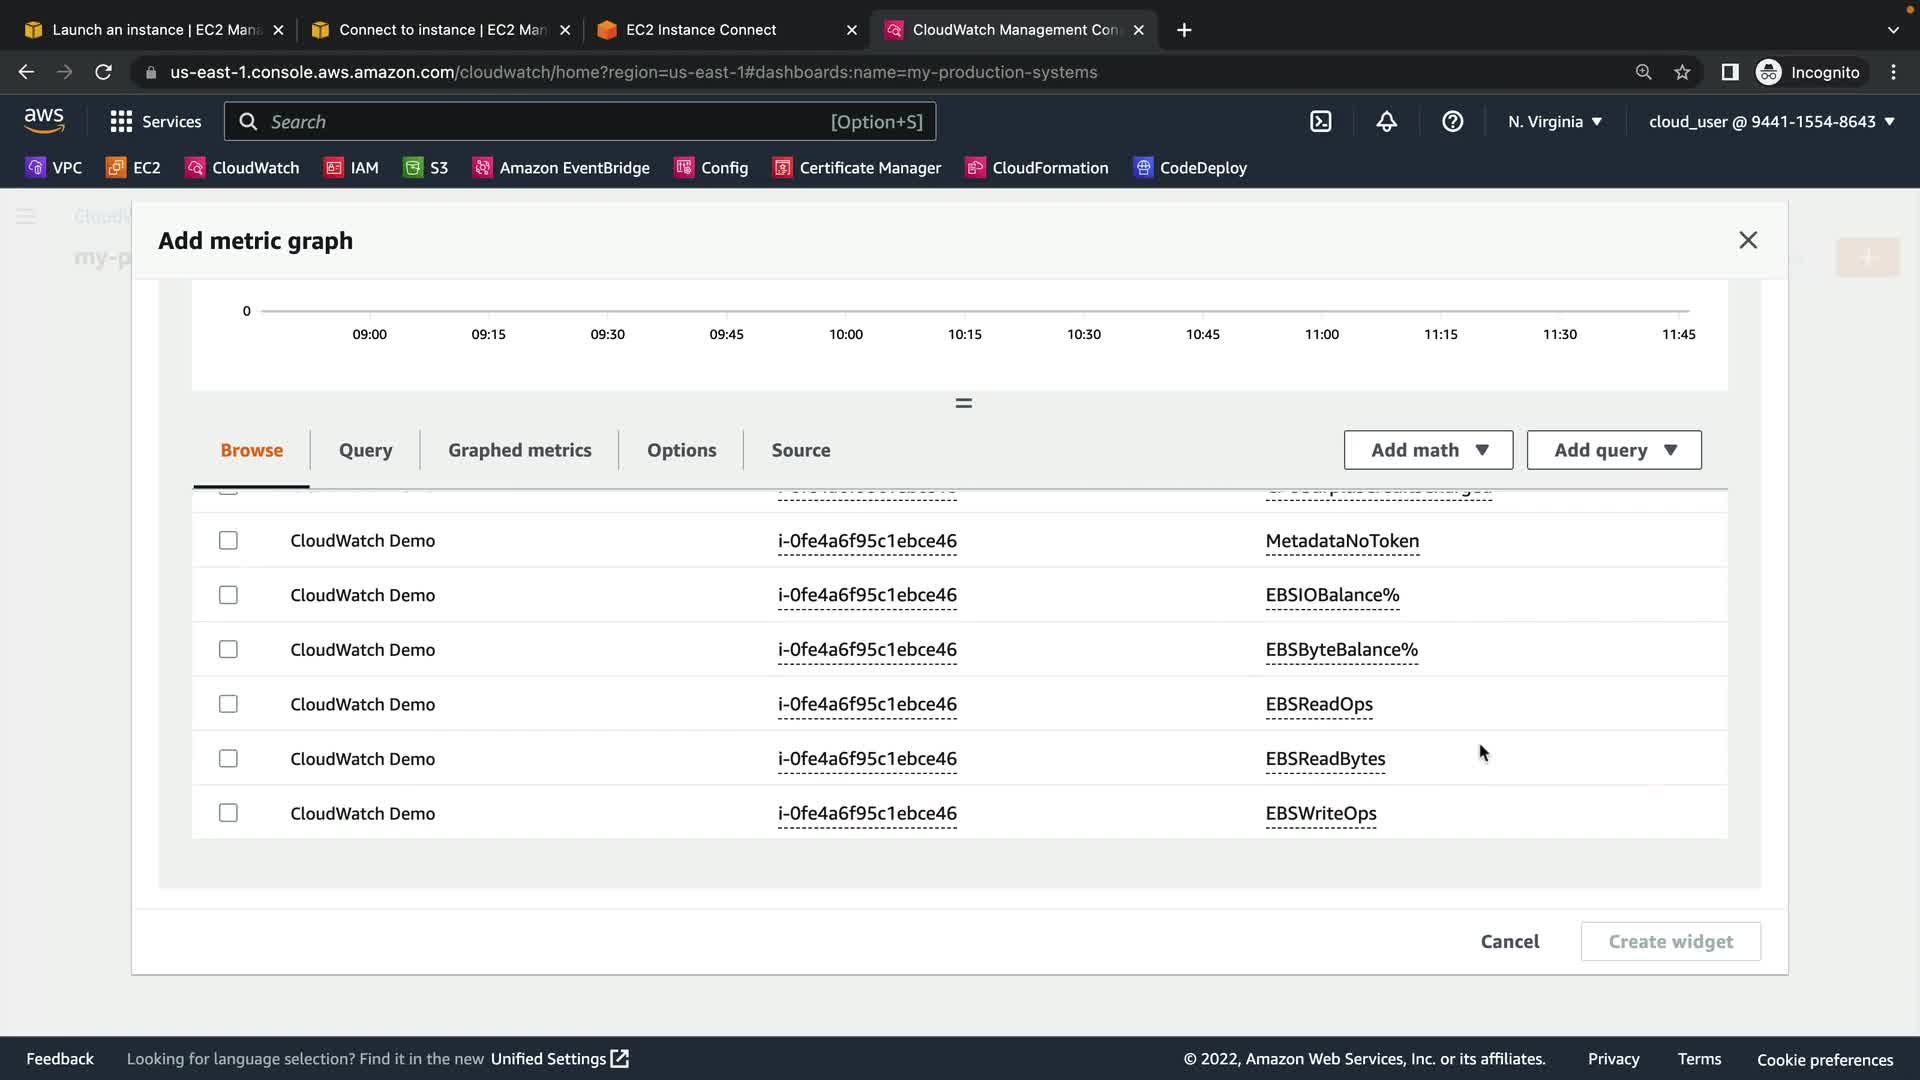 Launch an instance | EC2 Mana
Connect to instance | EC2 Man
EC2 Instance Connect
CloudWatch Management Con
us-east-1.console.aws.amazon.com/cloudwatch/home?region=us-east-1#dashboards:name=my-production-systems
Incognito
aws
Services
Search
[Option+S]
N. Virginia
cloud_user @ 9441-1554-8643
VPC
EC2
CloudWatch
IAM
S3
Amazon EventBridge
Config
Certificate Manager
CloudFormation
CodeDeploy
CloudW
my-p
Add metric graph
0
09:00 09:15 09:30 09:45 10:00 10:15 10:30 10:45 11:00 11:15 11:30 11:45
Browse
Query
Graphed metrics
Options
Source
Add math
Add query
CloudWatch Demo i-0fe4a6f95c1ebce46 MetadataNoToken
CloudWatch Demo i-0fe4a6f95c1ebce46 EBSIOBalance%
CloudWatch Demo i-0fe4a6f95c1ebce46 EBSByteBalance%
CloudWatch Demo i-0fe4a6f95c1ebce46 EBSReadOps
CloudWatch Demo i-0fe4a6f95c1ebce46 EBSReadBytes
CloudWatch Demo i-0fe4a6f95c1ebce46 EBSWriteOps
Cancel
Create widget
Feedback
Looking for language selection? Find it in the new Unified Settings
© 2022, Amazon Web Services, Inc. or its affiliates.
Privacy
Terms
Cookie preferences